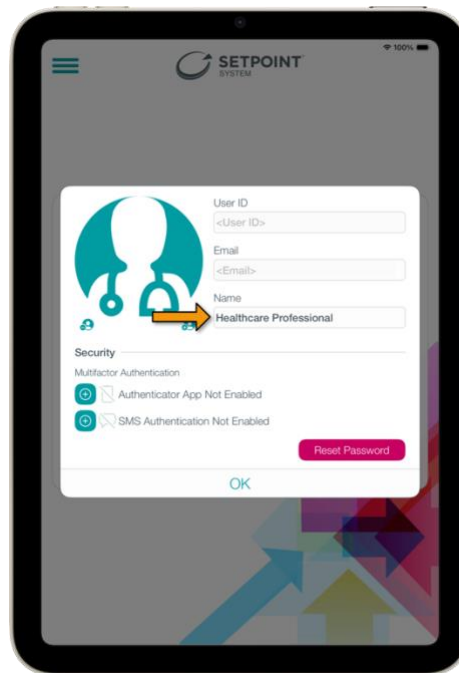 100%
SETPOINT
SYSTEM
User ID
<User ID>
Email
<Email>
Name
Healthcare Professional
Security
Multifactor Authentication
Authenticator App Not Enabled
SMS Authentication Not Enabled
Reset Password
OK